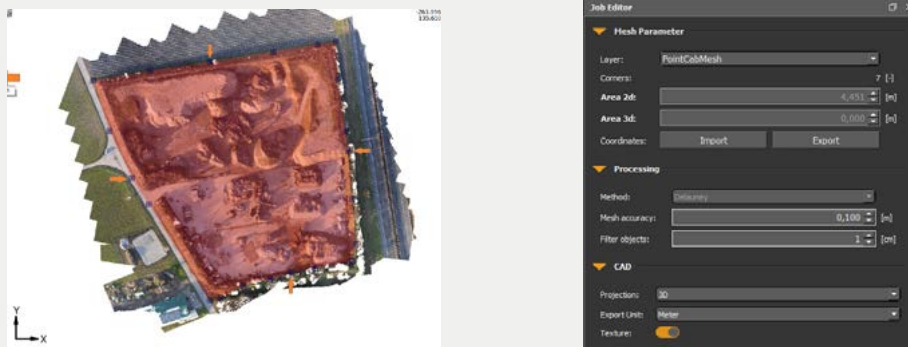 Job Editor
Mesh Parameter
Layer: PointCabMesh
Corners: 7 [-]
Area 2d: 4,451 [m]
Area 3d: 0,000 [m]
Coordinates: Import Export
Processing
Method: Delauney
Mesh accuracy: 0,100 [m]
Filter objects: 1 [cm]
CAD
Projection: 3D
Export Unit: Meter
Texture:
Y
X